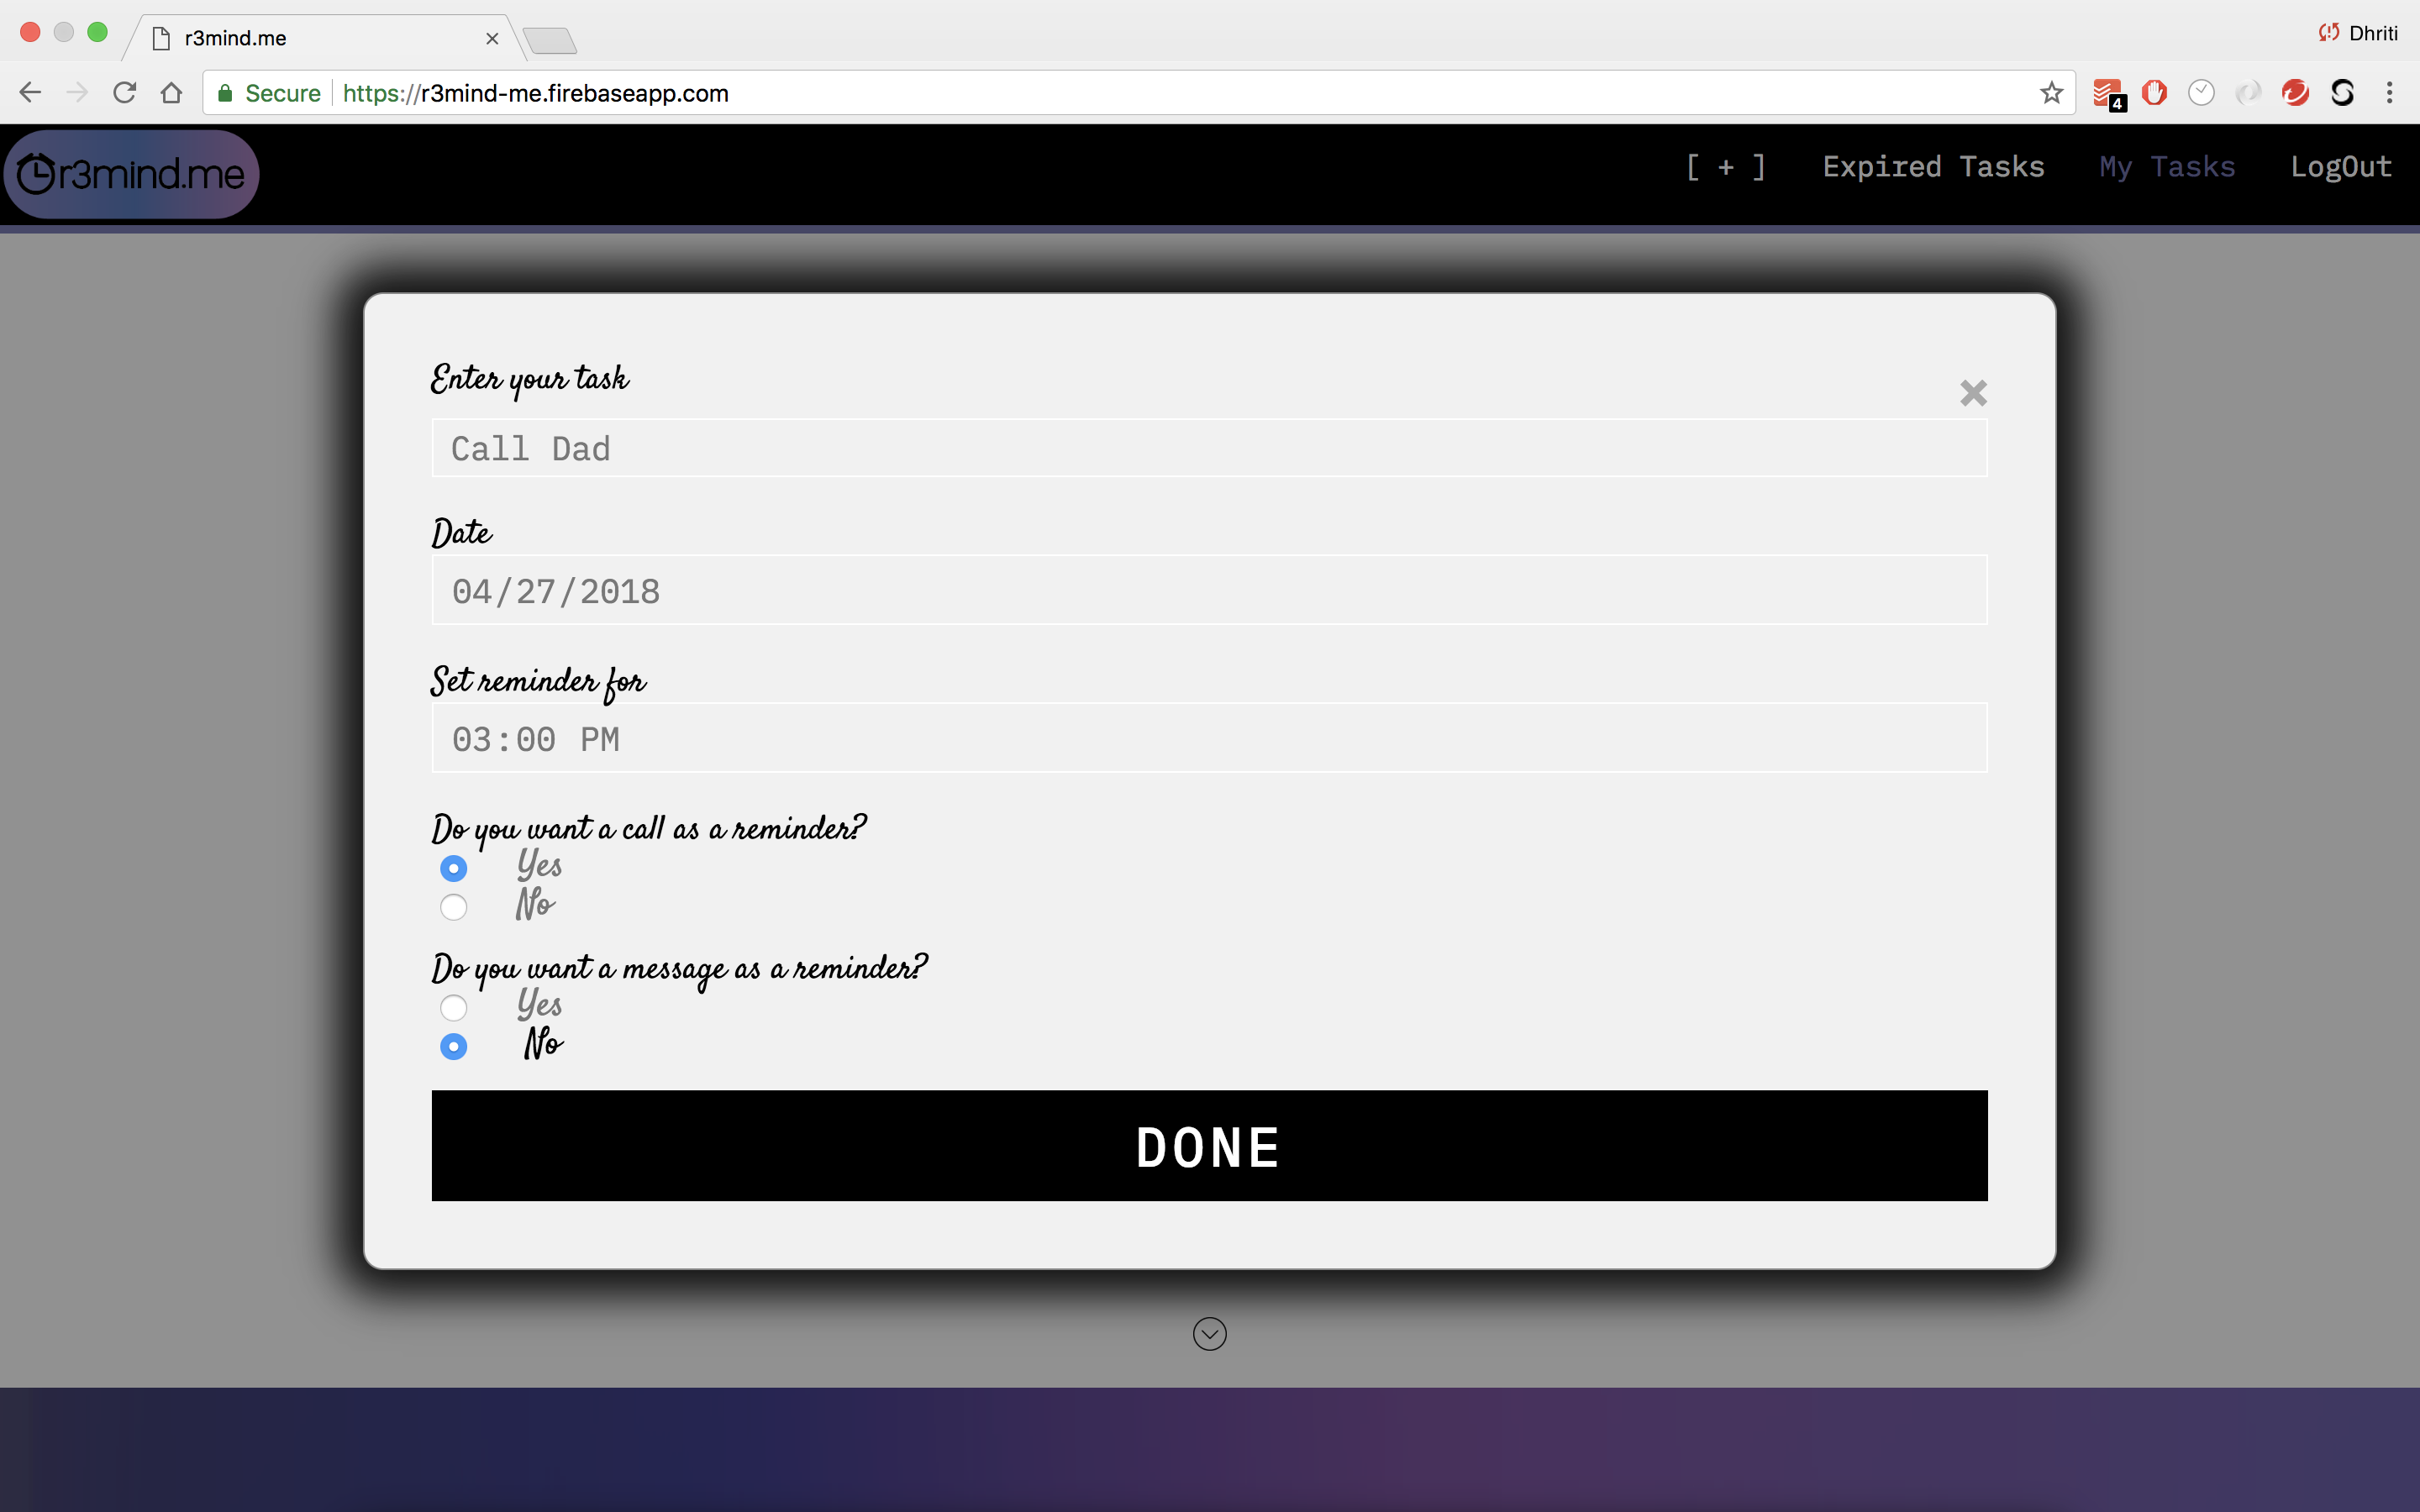 r3mind.me
Dhriti
Secure https://r3mind-me.firebaseapp.com
4
r3mind.me
[ + ] Expired Tasks My Tasks LogOut
Enter your task
Call Dad
Date
04/27/2018
Set reminder for
03:00 PM
Do you want a call as a reminder?
Yes
No
Do you want a message as a reminder?
Yes
No
DONE